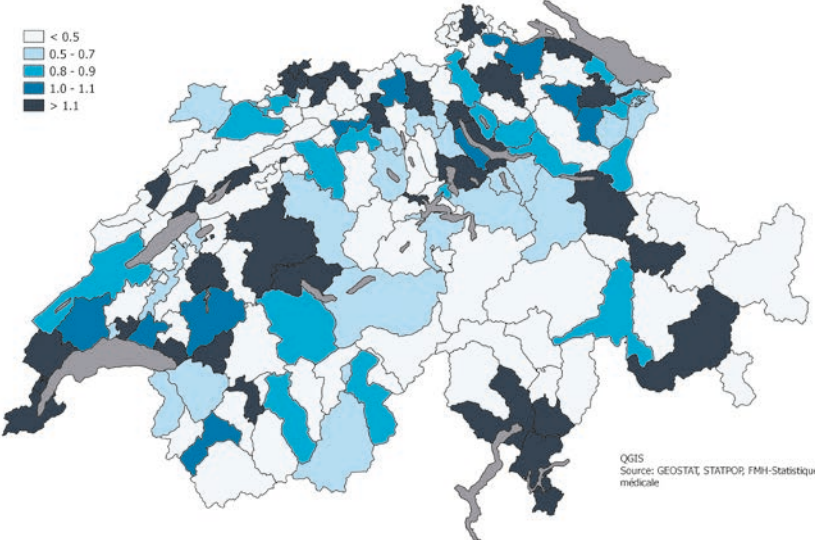 < 0.5
0.5 - 0.7
0.8 - 0.9
1.0 - 1.1
> 1.1
QGIS
Source: GEOSTAT, STATPOP, FMH-Statistique
médicale